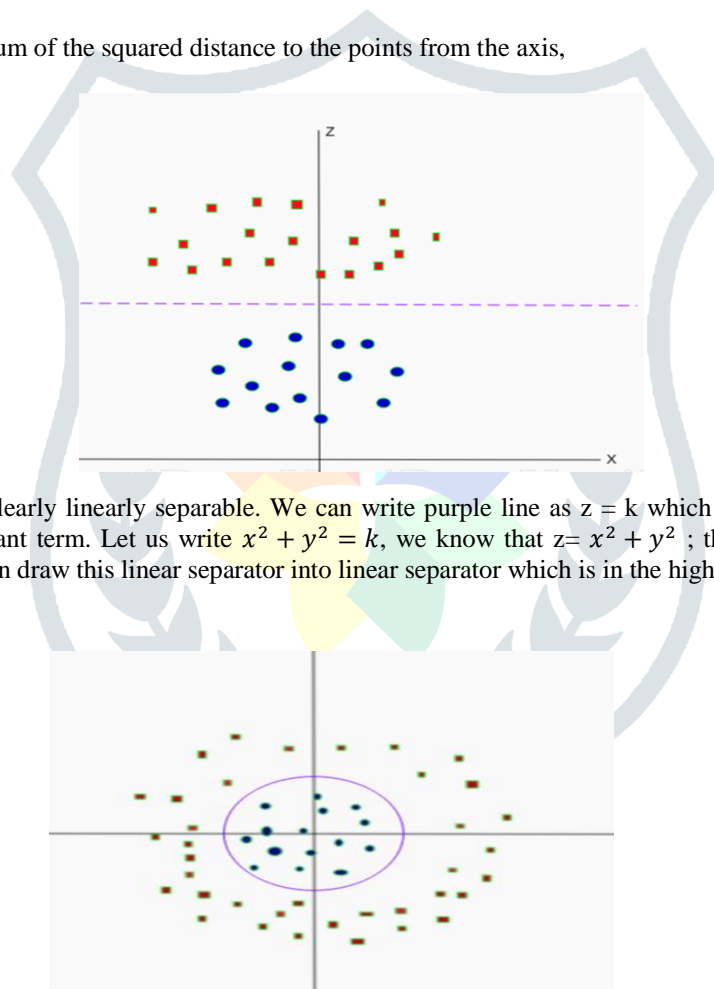 um of the squared distance to the points from the axis,
z
x
learly linearly separable. We can write purple line as z = k which
ant term. Let us write 𝑥² + 𝑦² = 𝑘, we know that z= 𝑥² + 𝑦² ; th
n draw this linear separator into linear separator which is in the high